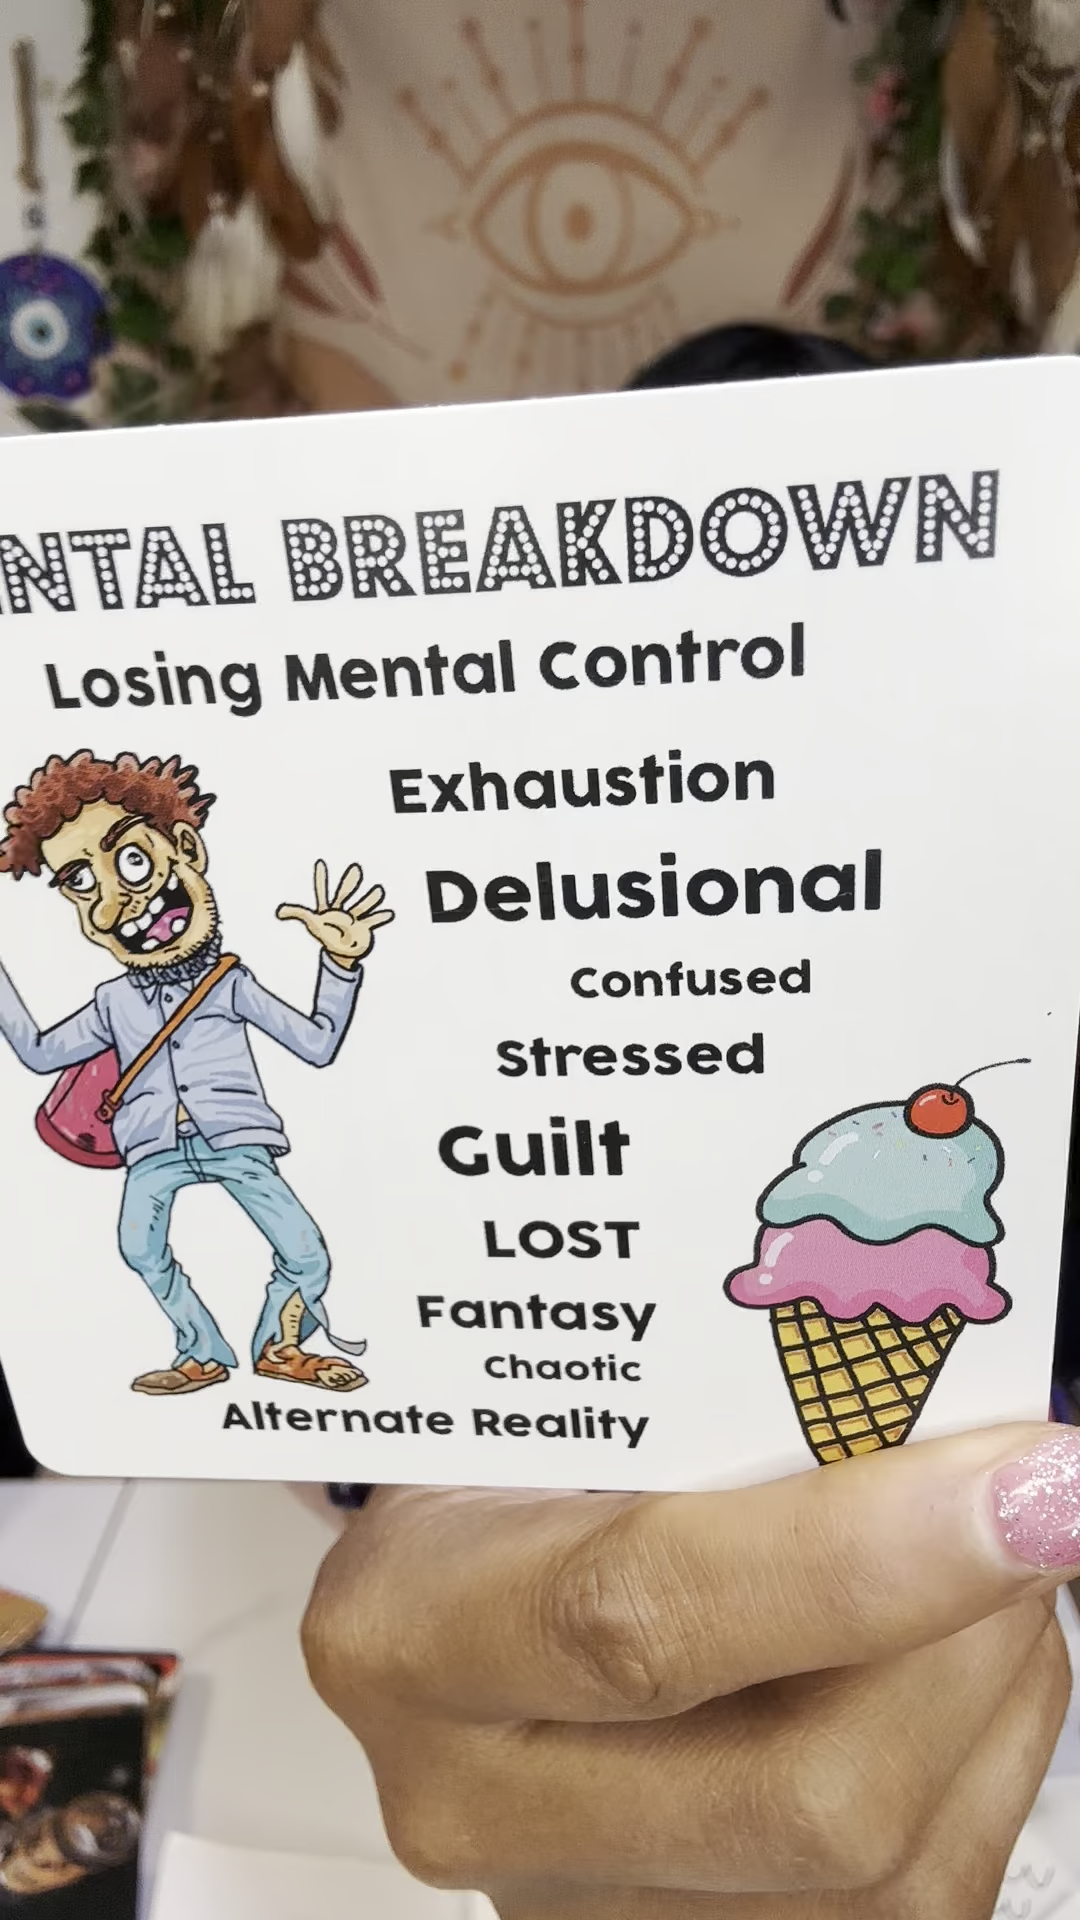 NTAL BREAKDOWN
Losing Mental Control
Exhaustion
Delusional
Confused
Stressed
Guilt
LOST
Fantasy
Chaotic
Alternate Reality